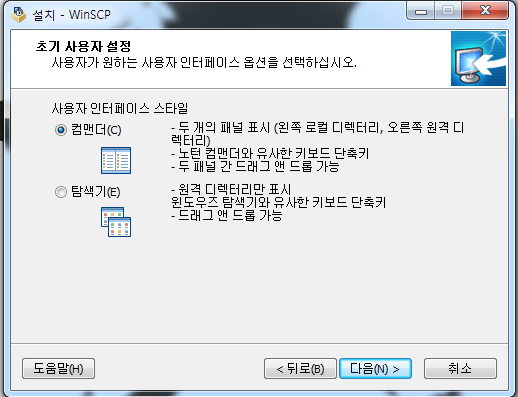 설치 - WinSCP
초기 사용자 설정
사용자가 원하는 사용자 인터페이스 옵션을 선택하십시오.
사용자 인터페이스 스타일
컴맨더(C)
- 두 개의 패널 표시 (왼쪽 로컬 디렉터리, 오른쪽 원격 디
렉터리)
- 노턴 컴맨더와 유사한 키보드 단축키
- 두 패널 간 드래그 앤 드롭 가능
탐색기(E)
- 원격 디렉터리만 표시
윈도우즈 탐색기와 유사한 키보드 단축키
- 드래그 앤 드롭 가능
도움말(H)
< 뒤로(B)
다음(N) >
취소